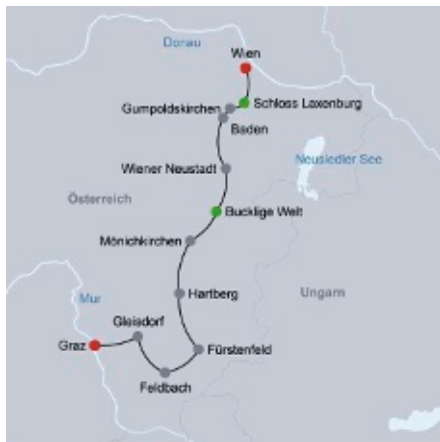 Donau
Wien
Gumpoldskirchen
Schloss Laxenburg
Baden
Wiener Neustadt
Neusiedler See
Österreich
Bucklige Welt
Mönichkirchen
Ungarn
Mur
Hartberg
Gleisdorf
Graz
Fürstenfeld
Feldbach